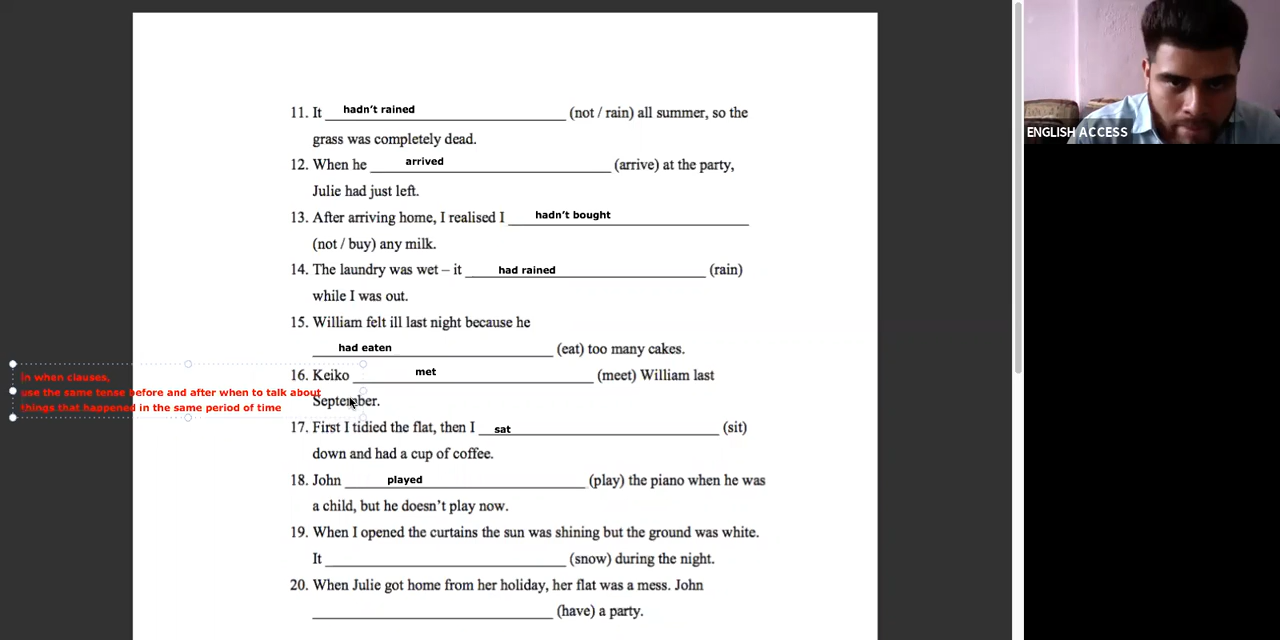 11. It hadn't rained (not / rain) all summer, so the
grass was completely dead.
12. When he arrived (arrive) at the party,
Julie had just left.
13. After arriving home, I realised I hadn't bought
(not / buy) any milk.
14. The laundry was wet – it had rained (rain)
while I was out.
15. William felt ill last night because he
had eaten (eat) too many cakes.
16. Keiko met (meet) William last
September.
In when clauses,
use the same tense before and after when to talk about
things that happened in the same period of time
17. First I tidied the flat, then I sat (sit)
down and had a cup of coffee.
18. John played (play) the piano when he was
a child, but he doesn't play now.
19. When I opened the curtains the sun was shining but the ground was white.
It (snow) during the night.
20. When Julie got home from her holiday, her flat was a mess. John
(have) a party.
ENGLISH ACCESS